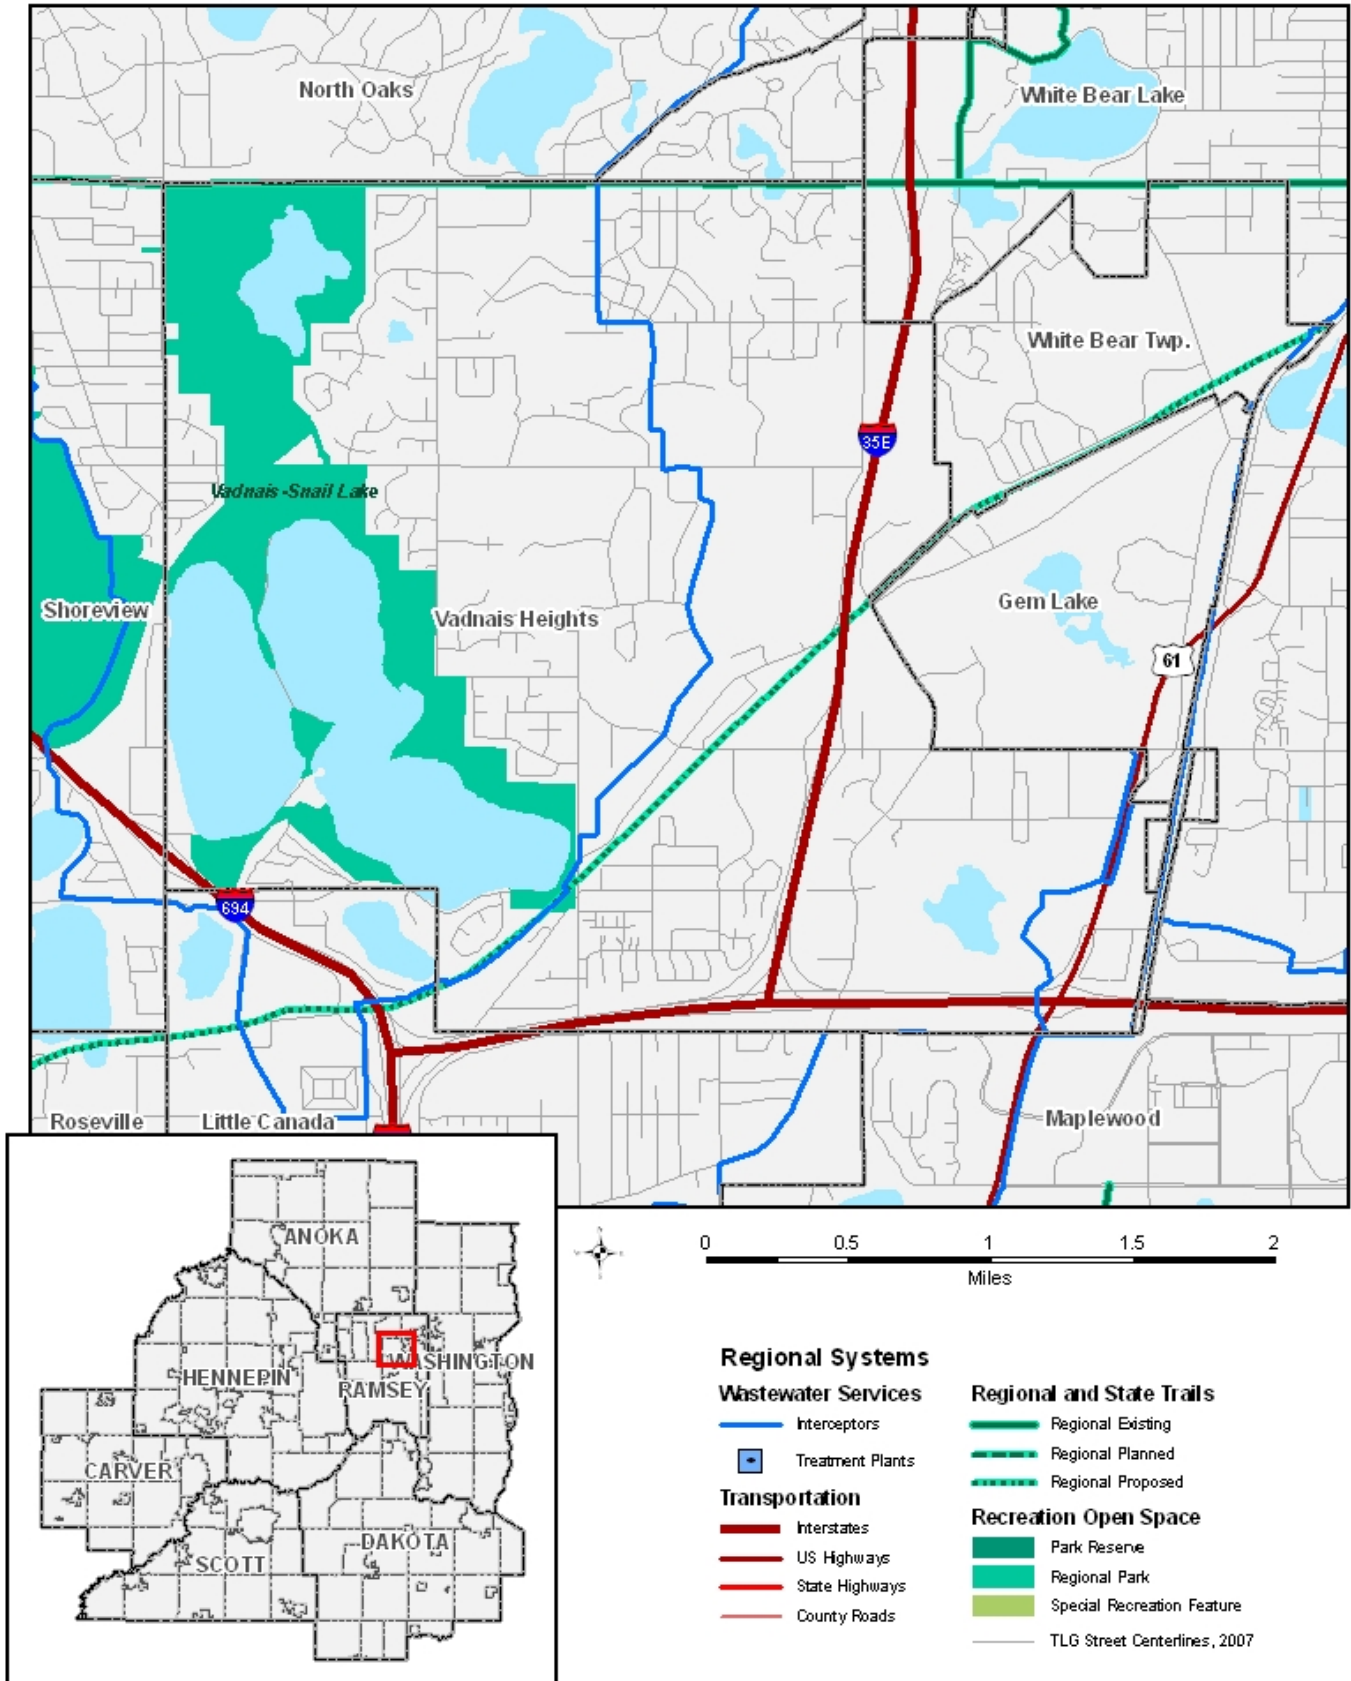 North Oaks
White Bear Lake
White Bear Twp.
35E
Vadnais-Snail Lake
Shoreview
Vadnais Heights
Gem Lake
61
694
Roseville
Little Canada
Maplewood
ANOKA
HENNEPIN
WASHINGTON
RAMSEY
CARVER
SCOTT
DAKOTA
0 0.5 1 1.5 2
Miles
Regional Systems
Wastewater Services
Interceptors
Treatment Plants
Transportation
Interstates
US Highways
State Highways
County Roads
Regional and State Trails
Regional Existing
Regional Planned
Regional Proposed
Recreation Open Space
Park Reserve
Regional Park
Special Recreation Feature
TLG Street Centerlines, 2007